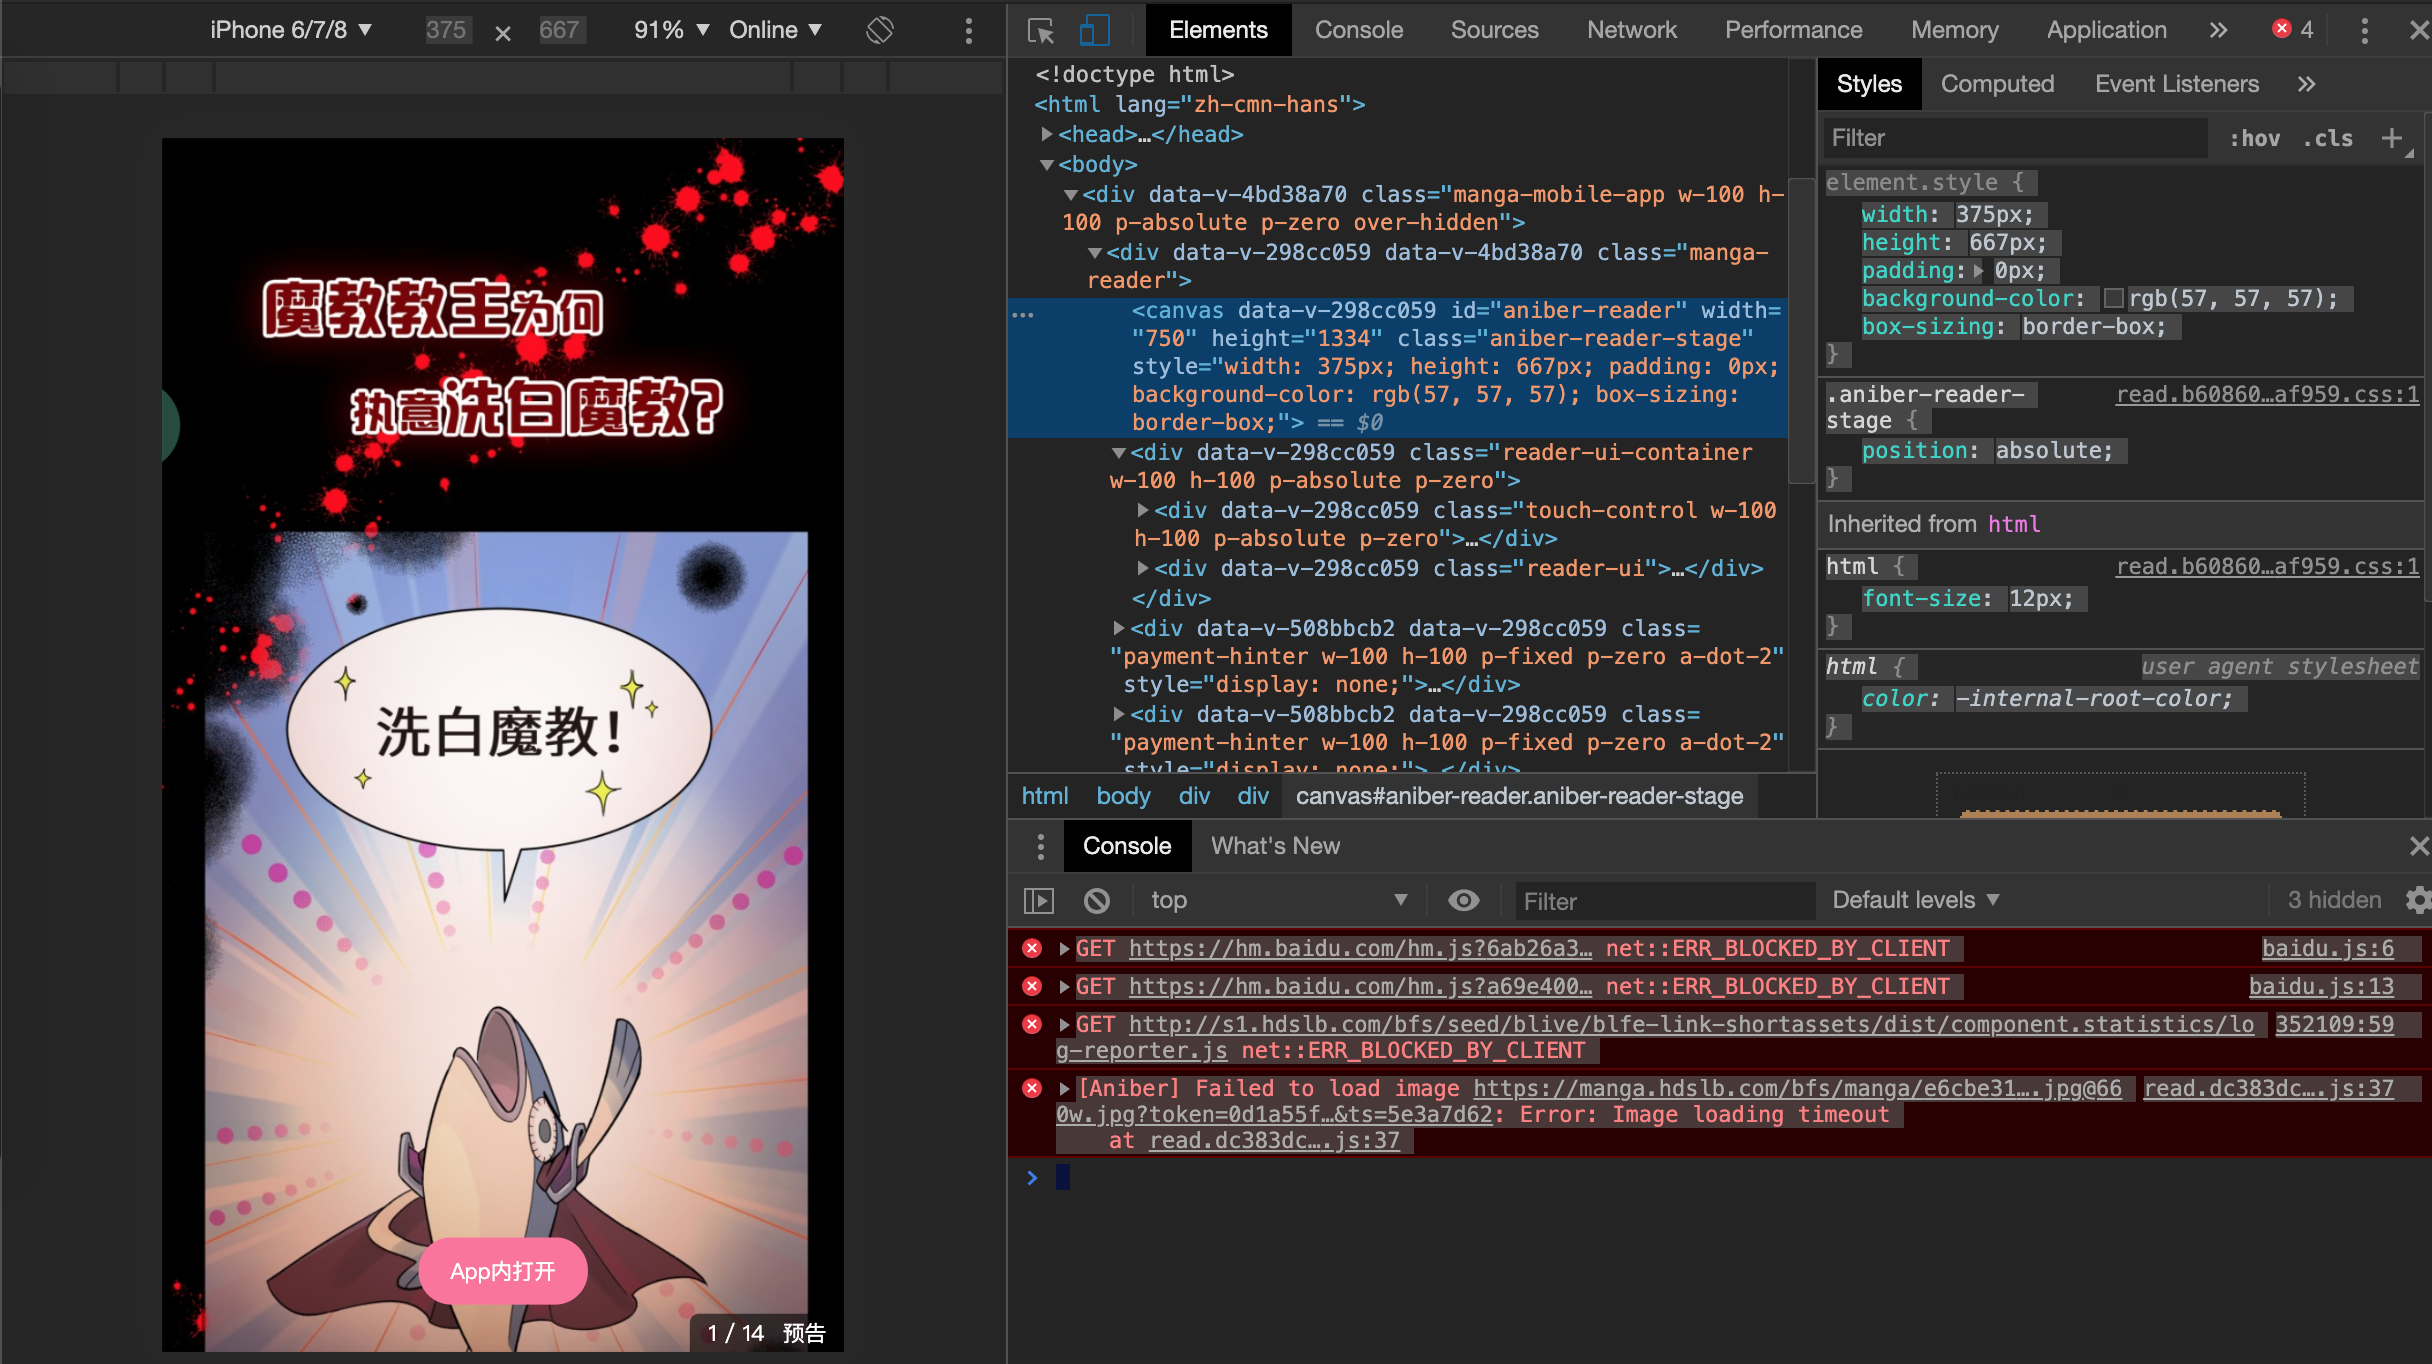 iPhone 6/7/8 ▼ 375 × 667 91% ▼ Online ▼
魔教教主为何
执意洗白魔教?
洗白魔教!
App内打开
1 / 14 预告
Elements Console Sources Network Performance Memory Application » 4
<!doctype html>
<html lang="zh-cmn-hans">
<head>…</head>
<body>
<div data-v-4bd38a70 class="manga-mobile-app w-100 h-
100 p-absolute p-zero over-hidden">
<div data-v-298cc059 data-v-4bd38a70 class="manga-
reader">
<canvas data-v-298cc059 id="aniber-reader" width=
"750" height="1334" class="aniber-reader-stage"
style="width: 375px; height: 667px; padding: 0px;
background-color: rgb(57, 57, 57); box-sizing:
border-box;"> == $0
<div data-v-298cc059 class="reader-ui-container
w-100 h-100 p-absolute p-zero">
<div data-v-298cc059 class="touch-control w-100
h-100 p-absolute p-zero">…</div>
<div data-v-298cc059 class="reader-ui">…</div>
</div>
<div data-v-508bbcb2 data-v-298cc059 class=
"payment-hinter w-100 h-100 p-fixed p-zero a-dot-2"
style="display: none;">…</div>
<div data-v-508bbcb2 data-v-298cc059 class=
"payment-hinter w-100 h-100 p-fixed p-zero a-dot-2"
style="display: none;">…</div>
html body div div canvas#aniber-reader.aniber-reader-stage
Styles Computed Event Listeners »
Filter :hov .cls +
element.style {
width: 375px;
height: 667px;
padding: 0px;
background-color: rgb(57, 57, 57);
box-sizing: border-box;
}
.aniber-reader- read.b60860…af959.css:1
stage {
position: absolute;
}
Inherited from html
html { read.b60860…af959.css:1
font-size: 12px;
}
html { user agent stylesheet
color: -internal-root-color;
}
Console What's New
top ▼ Filter Default levels ▼ 3 hidden
GET https://hm.baidu.com/hm.js?6ab26a3… net::ERR_BLOCKED_BY_CLIENT baidu.js:6
GET https://hm.baidu.com/hm.js?a69e400… net::ERR_BLOCKED_BY_CLIENT baidu.js:13
GET http://s1.hdslb.com/bfs/seed/blive/blfe-link-shortassets/dist/component.statistics/lo 352109:59
g-reporter.js net::ERR_BLOCKED_BY_CLIENT
[Aniber] Failed to load image https://manga.hdslb.com/bfs/manga/e6cbe31….jpg@66 read.dc383dc….js:37
0w.jpg?token=0d1a55f…&ts=5e3a7d62: Error: Image loading timeout
at read.dc383dc….js:37